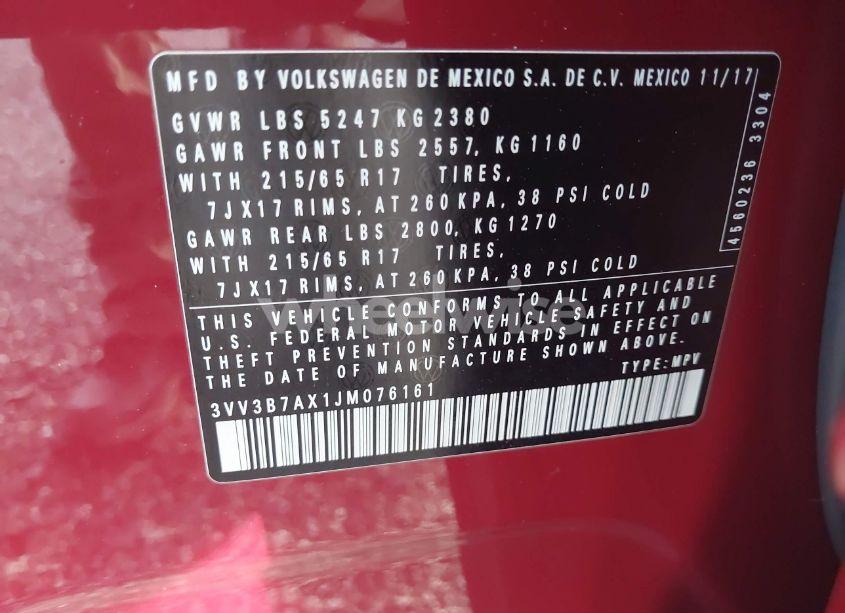 MFD BY VOLKSWAGEN DE MEXICO S.A. DE C.V. MEXICO 11/17
GVWR LBS 5247 KG 2380
GAWR FRONT LBS 2557, KG 1160
WITH 215/65 R17 TIRES,
7JX17 RIMS, AT 260 KPA, 38 PSI COLD
GAWR REAR LBS 2800, KG 1270
WITH 215/65 R17 TIRES,
7JX17 RIMS, AT 260 KPA, 38 PSI COLD
THIS VEHICLE CONFORMS TO ALL APPLICABLE
U.S. FEDERAL MOTOR VEHICLE SAFETY AND
THEFT PREVENTION STANDARDS IN EFFECT ON
THE DATE OF MANUFACTURE SHOWN ABOVE.
TYPE: MPV
3VV3B7AX1JM076161
4560236 3304
wheelwise